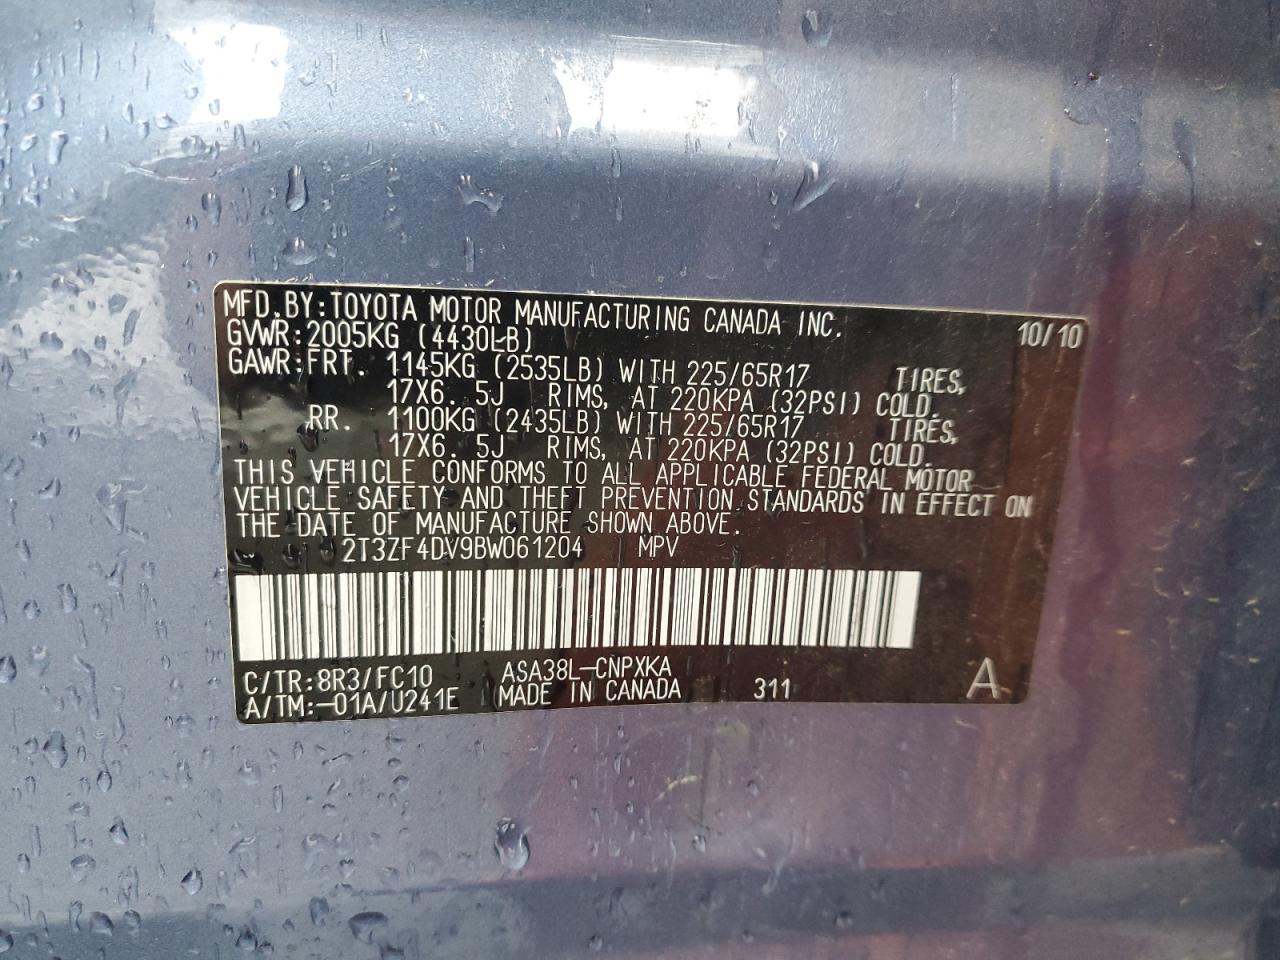 MFD.BY:TOYOTA MOTOR MANUFACTURING CANADA INC. 10/10
GVWR:2005KG (4430LB)
GAWR:FRT. 1145KG (2535LB) WITH 225/65R17 TIRES,
17X6. 5J RIMS, AT 220KPA (32PSI) COLD.
RR. 1100KG (2435LB) WITH 225/65R17 TIRES,
17X6. 5J RIMS, AT 220KPA (32PSI) COLD.
THIS VEHICLE CONFORMS TO ALL APPLICABLE FEDERAL MOTOR
VEHICLE SAFETY AND THEFT PREVENTION STANDARDS IN EFFECT ON
THE DATE OF MANUFACTURE SHOWN ABOVE.
2T3ZF4DV9BW061204 MPV
C/TR:8R3/FC10 ASA38L-CNPXKA
A/TM:-01A/U241E MADE IN CANADA 311 A